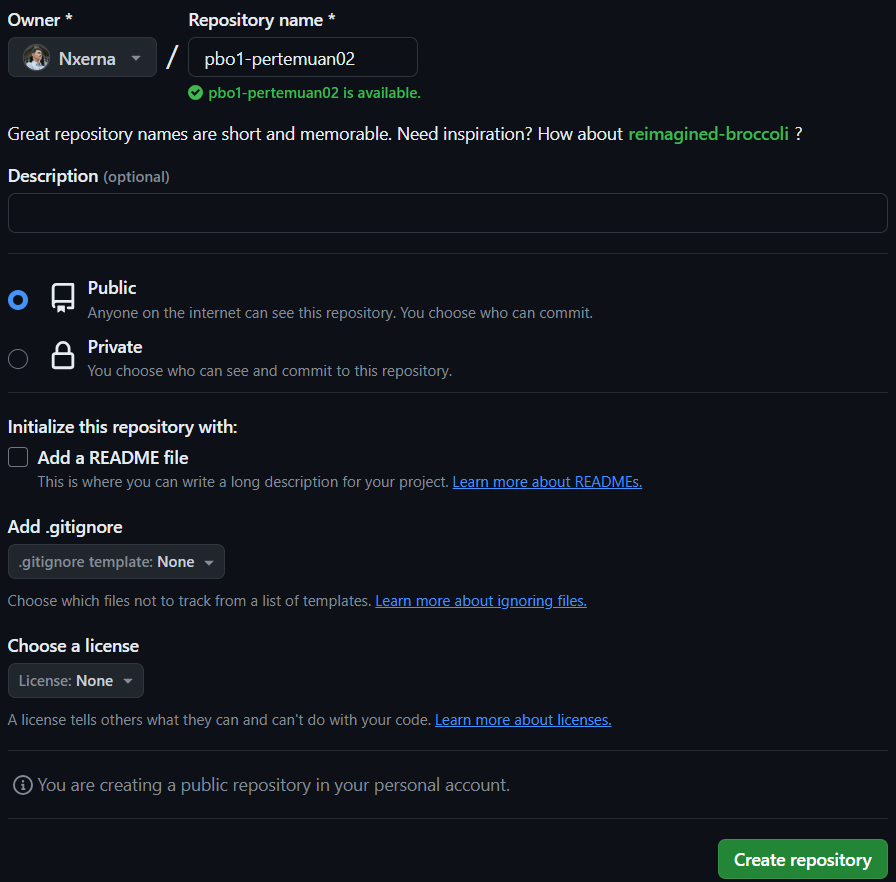 Owner *
Repository name *
Nxerna / pbo1-pertemuan02
pbo1-pertemuan02 is available.
Great repository names are short and memorable. Need inspiration? How about reimagined-broccoli ?
Description (optional)
Public
Anyone on the internet can see this repository. You choose who can commit.
Private
You choose who can see and commit to this repository.
Initialize this repository with:
Add a README file
This is where you can write a long description for your project. Learn more about READMEs.
Add .gitignore
.gitignore template: None
Choose which files not to track from a list of templates. Learn more about ignoring files.
Choose a license
License: None
A license tells others what they can and can't do with your code. Learn more about licenses.
You are creating a public repository in your personal account.
Create repository